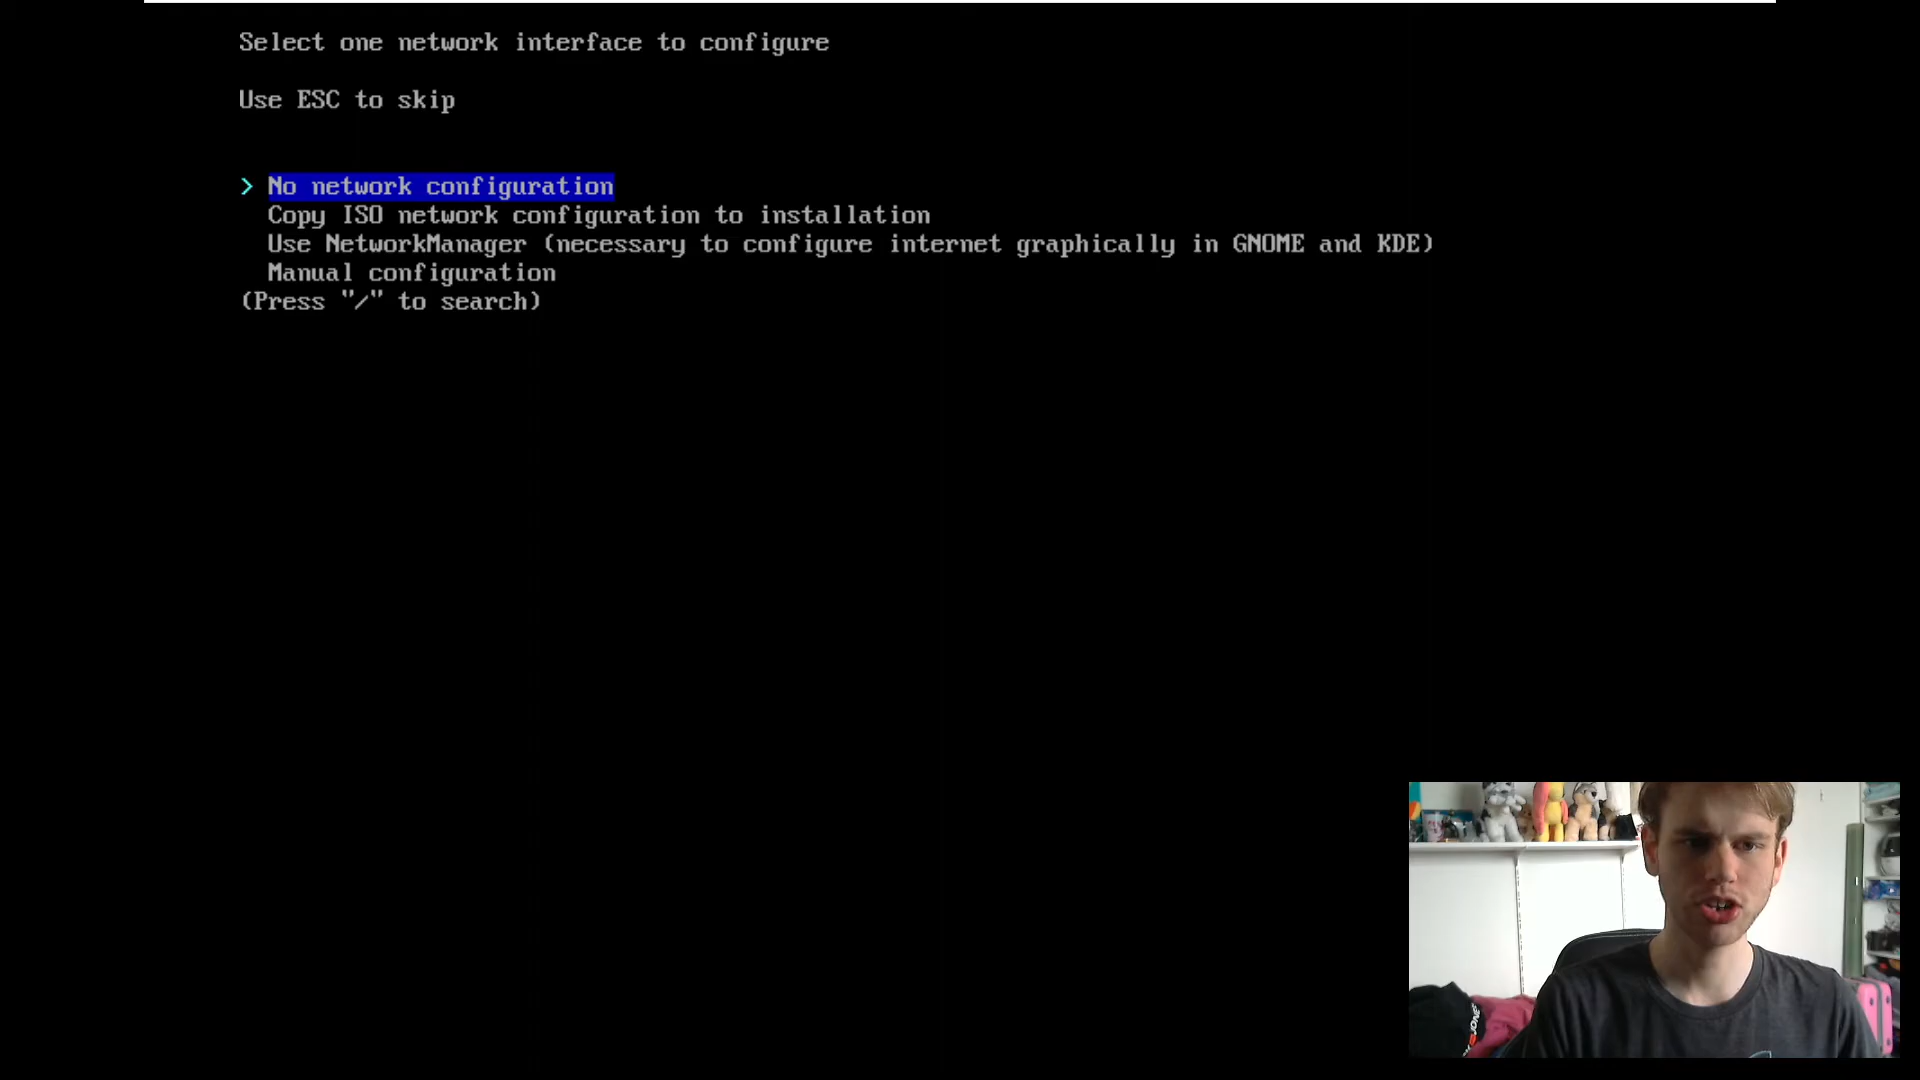 Select one network interface to configure
Use ESC to skip
> No network configuration
Copy ISO network configuration to installation
Use NetworkManager (necessary to configure internet graphically in GNOME and KDE)
Manual configuration
(Press "/" to search)